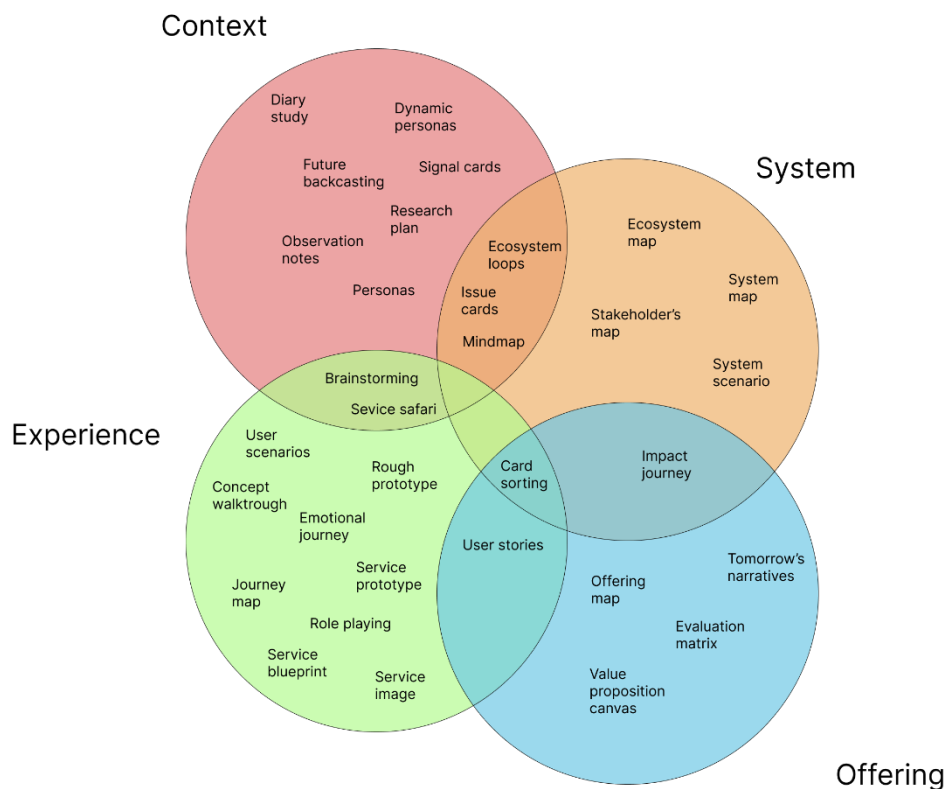 Context
Diary
study
Dynamic
personas
Future
backcasting
Signal cards
Research
plan
Observation
notes
Personas
System
Ecosystem
loops
Issue
cards
Mindmap
Ecosystem
map
System
map
Stakeholder's
map
System
scenario
Brainstorming
Sevice safari
Experience
User
scenarios
Rough
prototype
Concept
walktrough
Emotional
journey
Service
prototype
Journey
map
Role playing
Service
blueprint
Service
image
Card
sorting
User stories
Impact
journey
Tomorrow's
narratives
Offering
map
Evaluation
matrix
Value
proposition
canvas
Offering